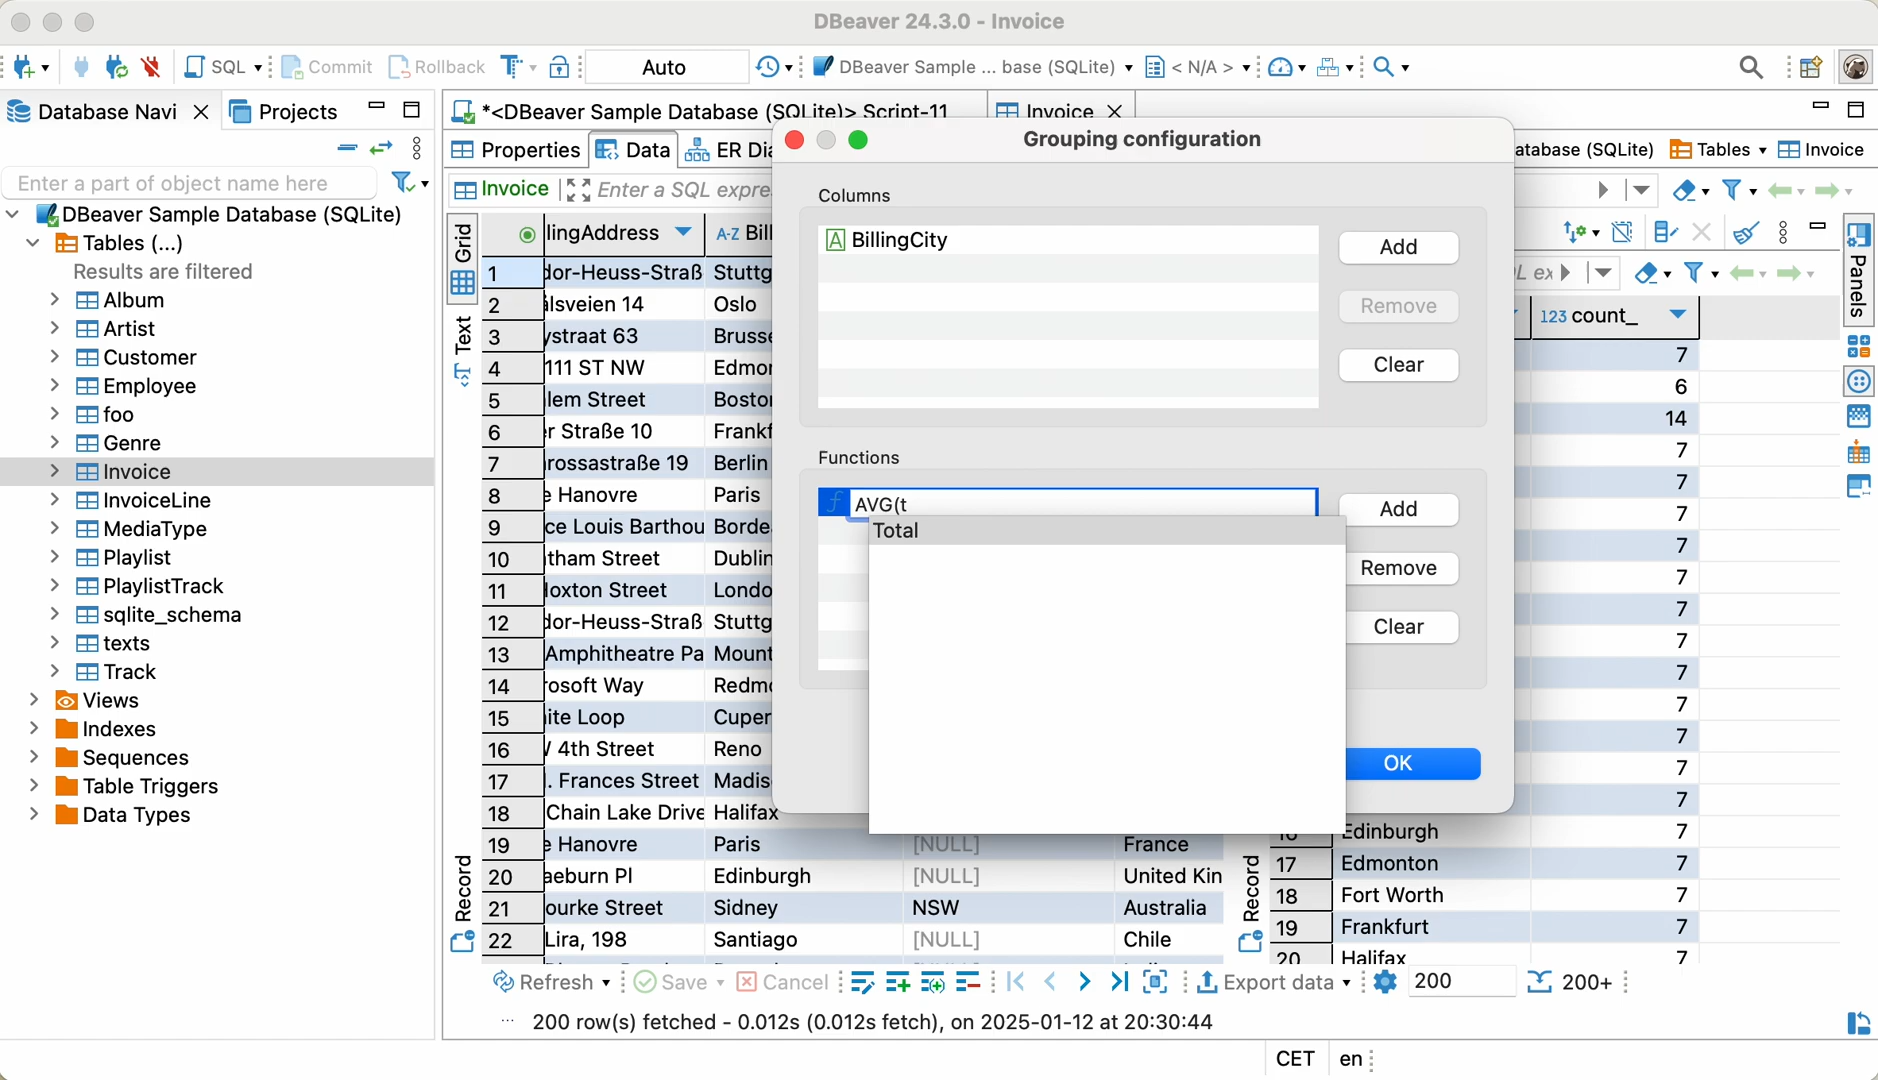 DBeaver 24.3.0 - Invoice
SQL
Commit
Rollback
Auto
DBeaver Sample ... base (SQLite)
< N/A >
Database Navi
Projects
*<DBeaver Sample Database (SQLite)> Script-11
Invoice
Enter a part of object name here
DBeaver Sample Database (SQLite)
Tables (...)
Results are filtered
Album
Artist
Customer
Employee
foo
Genre
Invoice
InvoiceLine
MediaType
Playlist
PlaylistTrack
sqlite_schema
texts
Track
Views
Indexes
Sequences
Table Triggers
Data Types
Properties
Data
ER Dia
atabase (SQLite)
Tables
Invoice
Invoice
Enter a SQL expre
Grid
Text
Record
lingAddress
A-Z Bill
1 dor-Heuss-Straß Stuttg
2 lsveien 14 Oslo
3 ystraat 63 Brusse
4 111 ST NW Edmon
5 lem Street Boston
6 r Straße 10 Frankf
7 rossastraße 19 Berlin
8 e Hanovre Paris
9 ce Louis Barthou Borde
10 tham Street Dublin
11 loxton Street Londo
12 dor-Heuss-Straß Stuttg
13 Amphitheatre Pa Mount
14 rosoft Way Redmo
15 ite Loop Cuper
16 W 4th Street Reno
17 . Frances Street Madis
18 Chain Lake Drive Halifax
19 e Hanovre Paris [NULL] France
20 aeburn Pl Edinburgh [NULL] United Kin
21 ourke Street Sidney NSW Australia
22 Lira, 198 Santiago [NULL] Chile
Grouping configuration
Columns
BillingCity
Add
Remove
Clear
Functions
AVG(t
Total
Add
Remove
Clear
OK
L ex
123 count_
7
6
14
7
7
7
7
7
7
7
7
7
7
7
7
16 Edinburgh 7
17 Edmonton 7
18 Fort Worth 7
19 Frankfurt 7
20 Halifax 7
Record
Panels
Refresh
Save
Cancel
Export data
200
200+
200 row(s) fetched - 0.012s (0.012s fetch), on 2025-01-12 at 20:30:44
CET
en